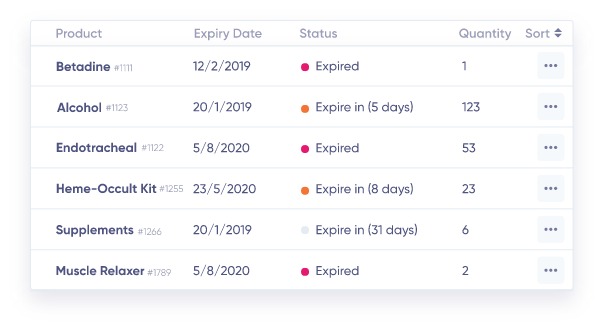 Product Expiry Date Status Quantity Sort
Betadine #1111 12/2/2019 Expired 1
Alcohol #1123 20/1/2019 Expire in (5 days) 123
Endotracheal #1122 5/8/2020 Expired 53
Heme-Occult Kit #1255 23/5/2020 Expire in (8 days) 23
Supplements #1266 20/1/2019 Expire in (31 days) 6
Muscle Relaxer #1789 5/8/2020 Expired 2